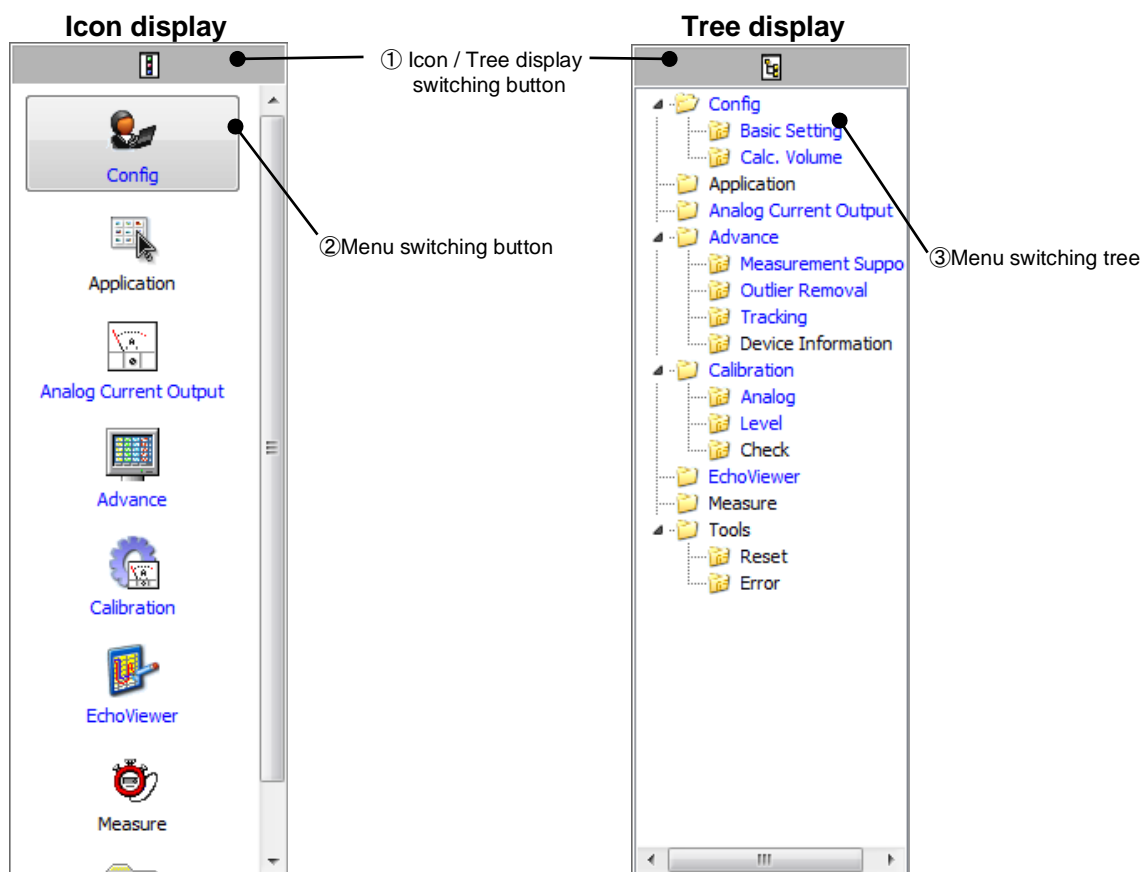 Icon display
Tree display
① Icon / Tree display
switching button
Config
Application
Analog Current Output
Advance
Calibration
EchoViewer
Measure
②Menu switching button
Config
Basic Setting
Calc. Volume
Application
Analog Current Output
Advance
Measurement Suppo
Outlier Removal
Tracking
Device Information
Calibration
Analog
Level
Check
EchoViewer
Measure
Tools
Reset
Error
③Menu switching tree